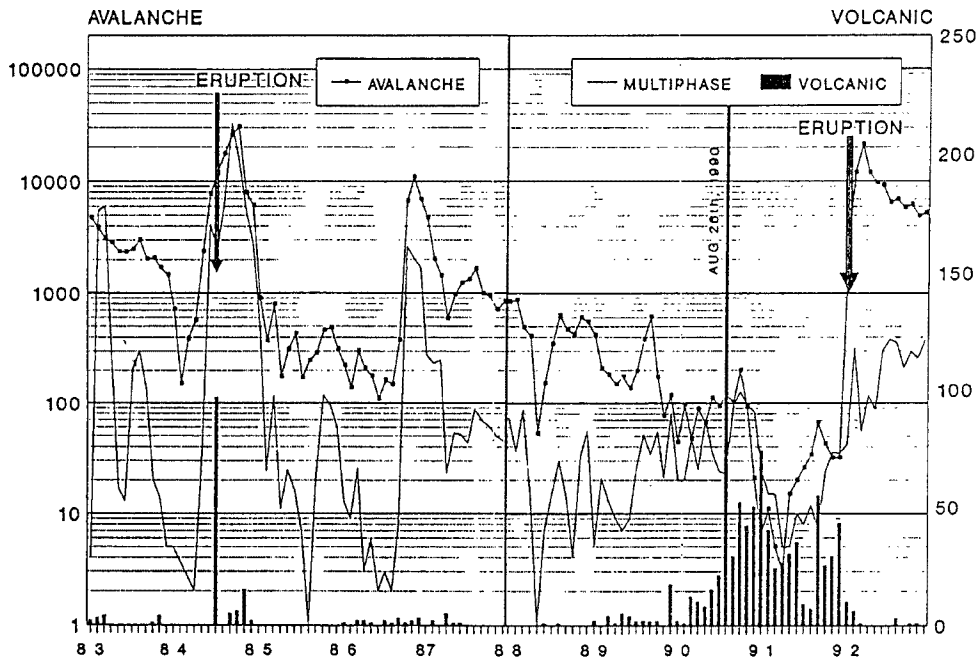 AVALANCHE
VOLCANIC
ERUPTION
AVALANCHE
MULTIPHASE
VOLCANIC
ERUPTION
AUG 26th, 1990
100000
10000
1000
100
10
1
250
200
150
100
50
0
83 84 85 86 87 88 89 90 91 92